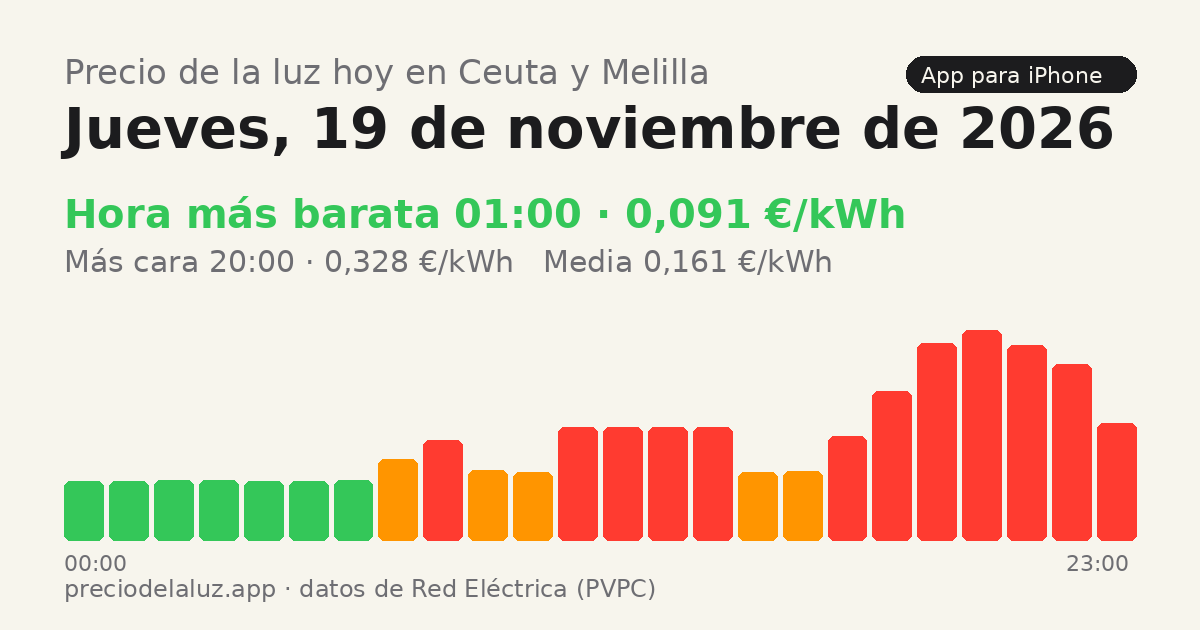 Precio de la luz hoy en Ceuta y Melilla
App para iPhone
Jueves, 19 de noviembre de 2026
Hora más barata 01:00 · 0,091 €/kWh
Más cara 20:00 · 0,328 €/kWh   Media 0,161 €/kWh
00:00
23:00
preciodelaluz.app · datos de Red Eléctrica (PVPC)